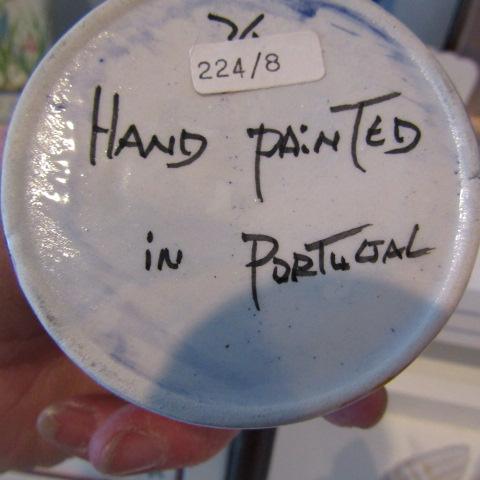 224/8
HAND PAiNTED
iN PORTUGAL